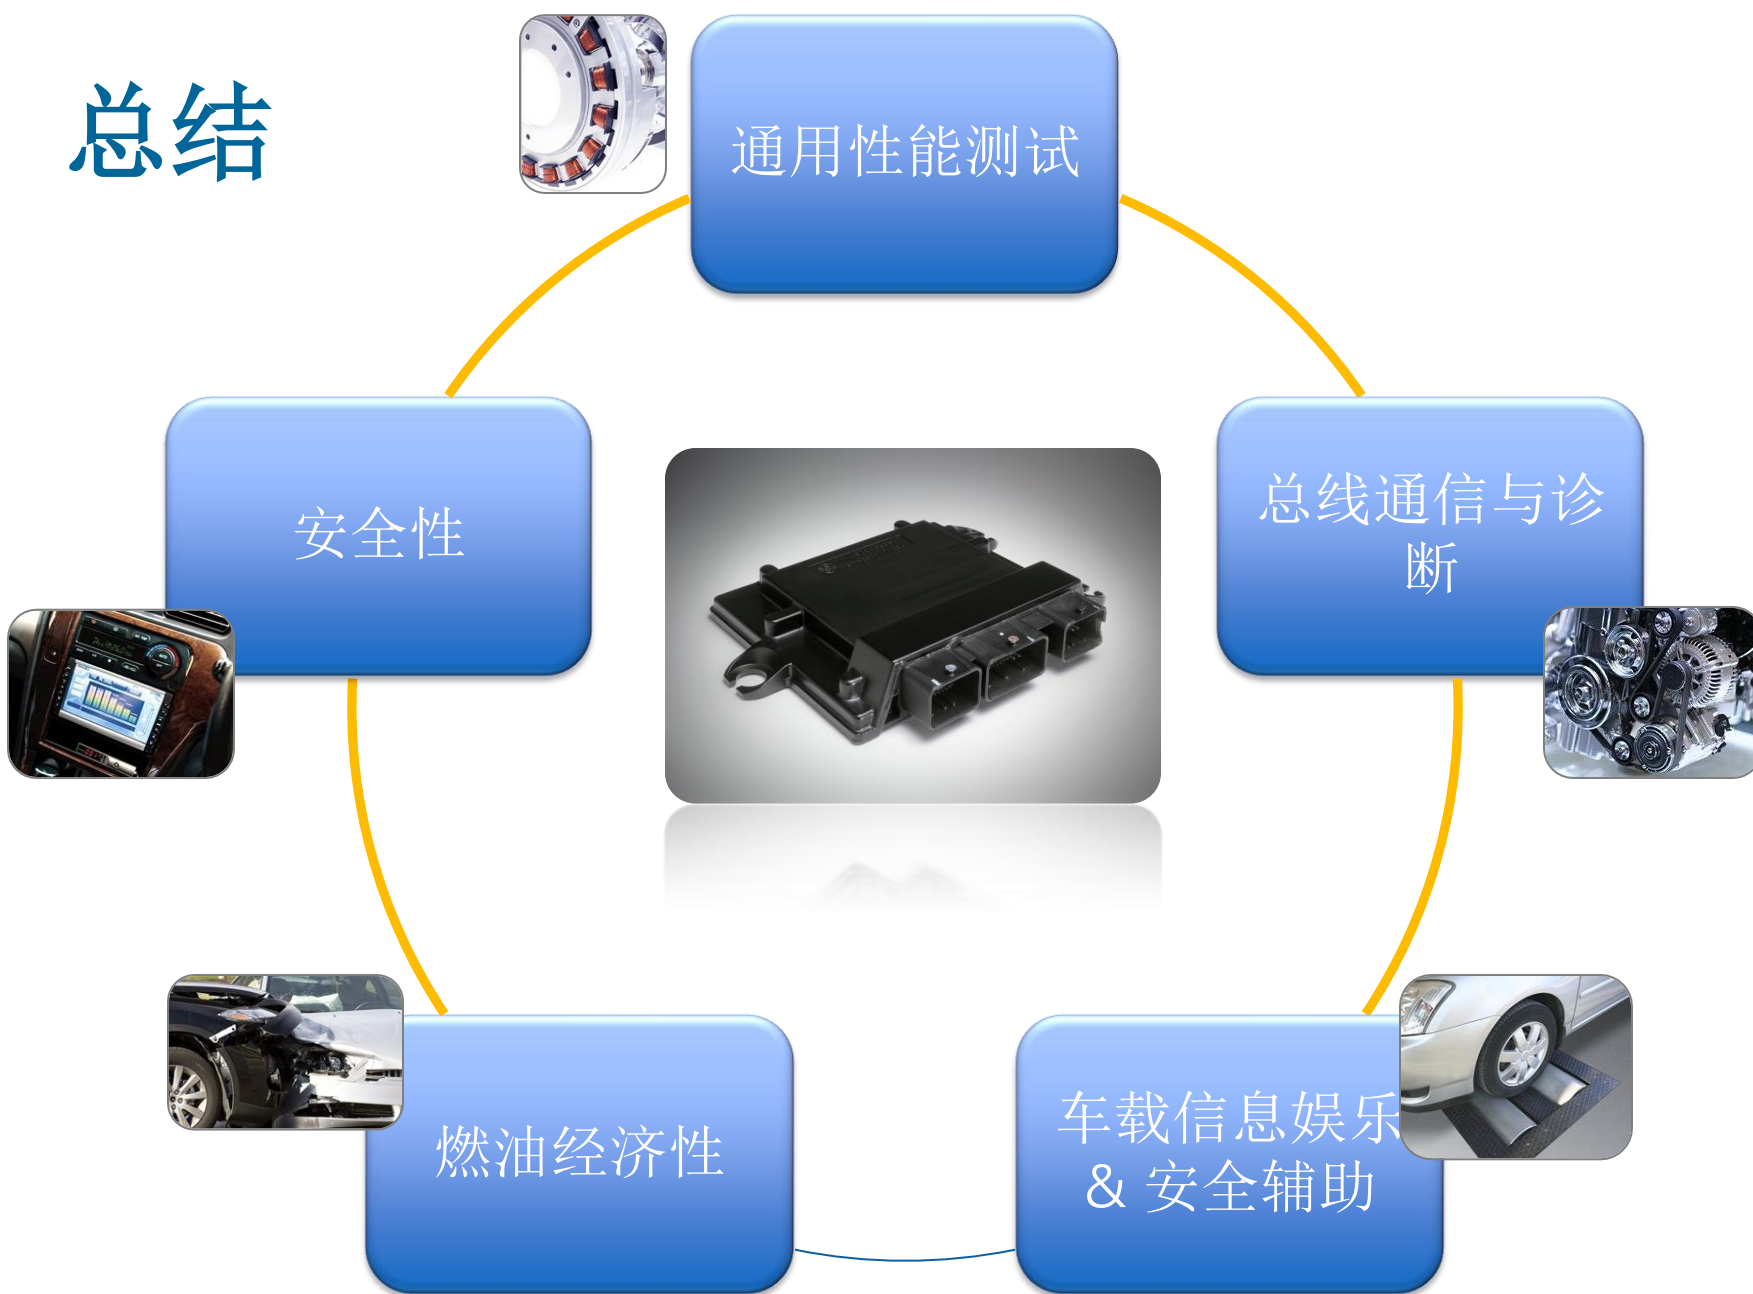 总结
通用性能测试
安全性
总线通信与诊
断
燃油经济性
车载信息娱乐
& 安全辅助